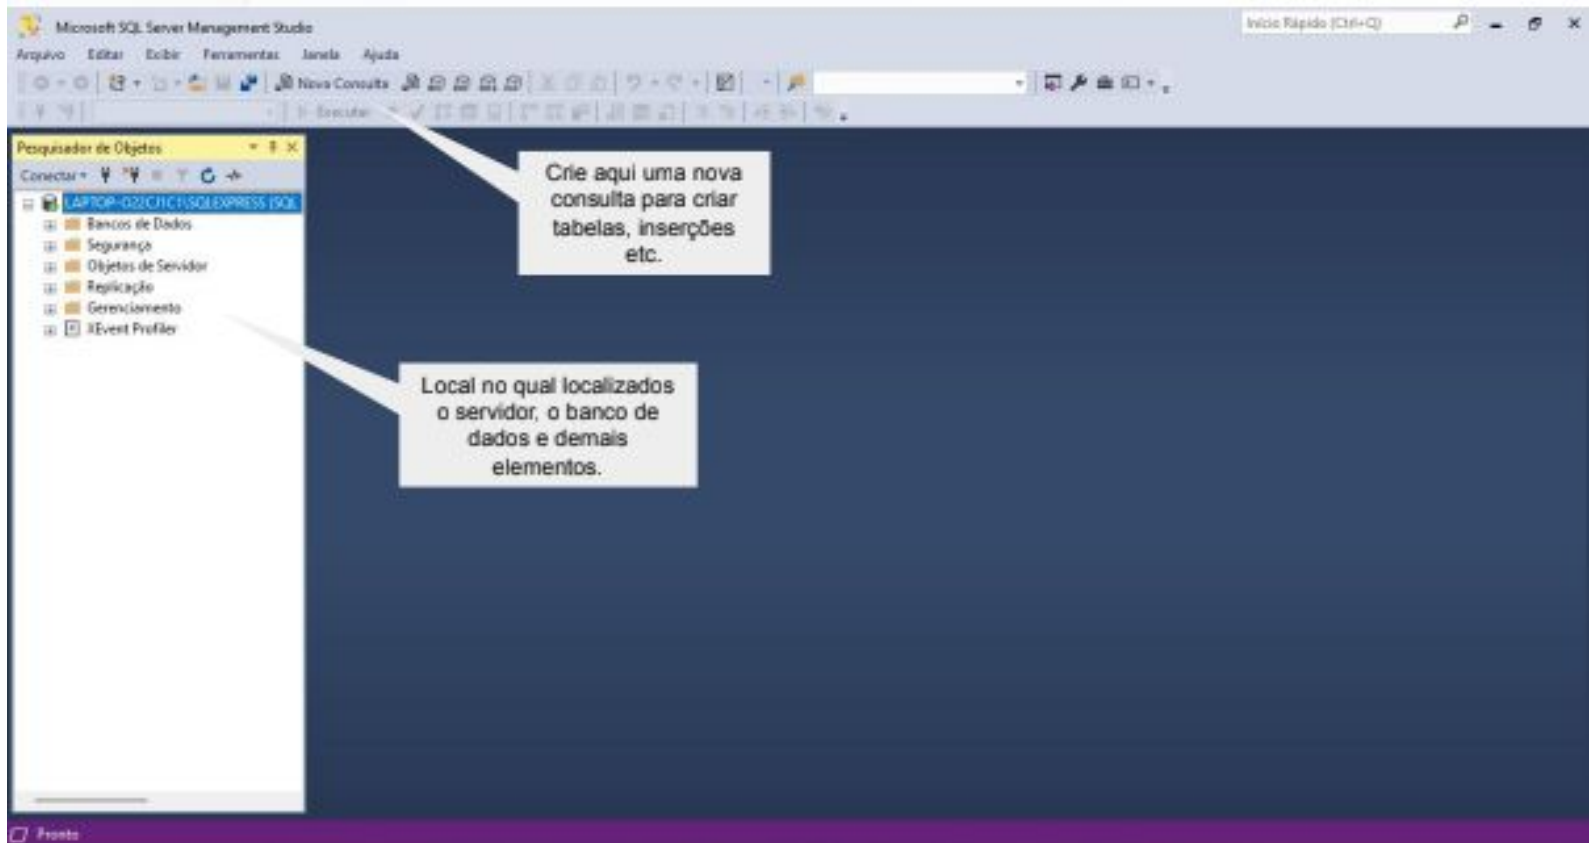 Microsoft SQL Server Management Studio
Início Rápido (Ctrl+Q)
Arquivo Editar Exibir Ferramentas Janela Ajuda
Nova Consulta
Executar
Pesquisador de Objetos
Conectar
SQLEXPRESS (SQL
Bancos de Dados
Segurança
Objetos de Servidor
Replicação
Gerenciamento
XEvent Profiler
Crie aqui uma nova
consulta para criar
tabelas, inserções
etc.
Local no qual localizados
o servidor, o banco de
dados e demais
elementos.
Pronto